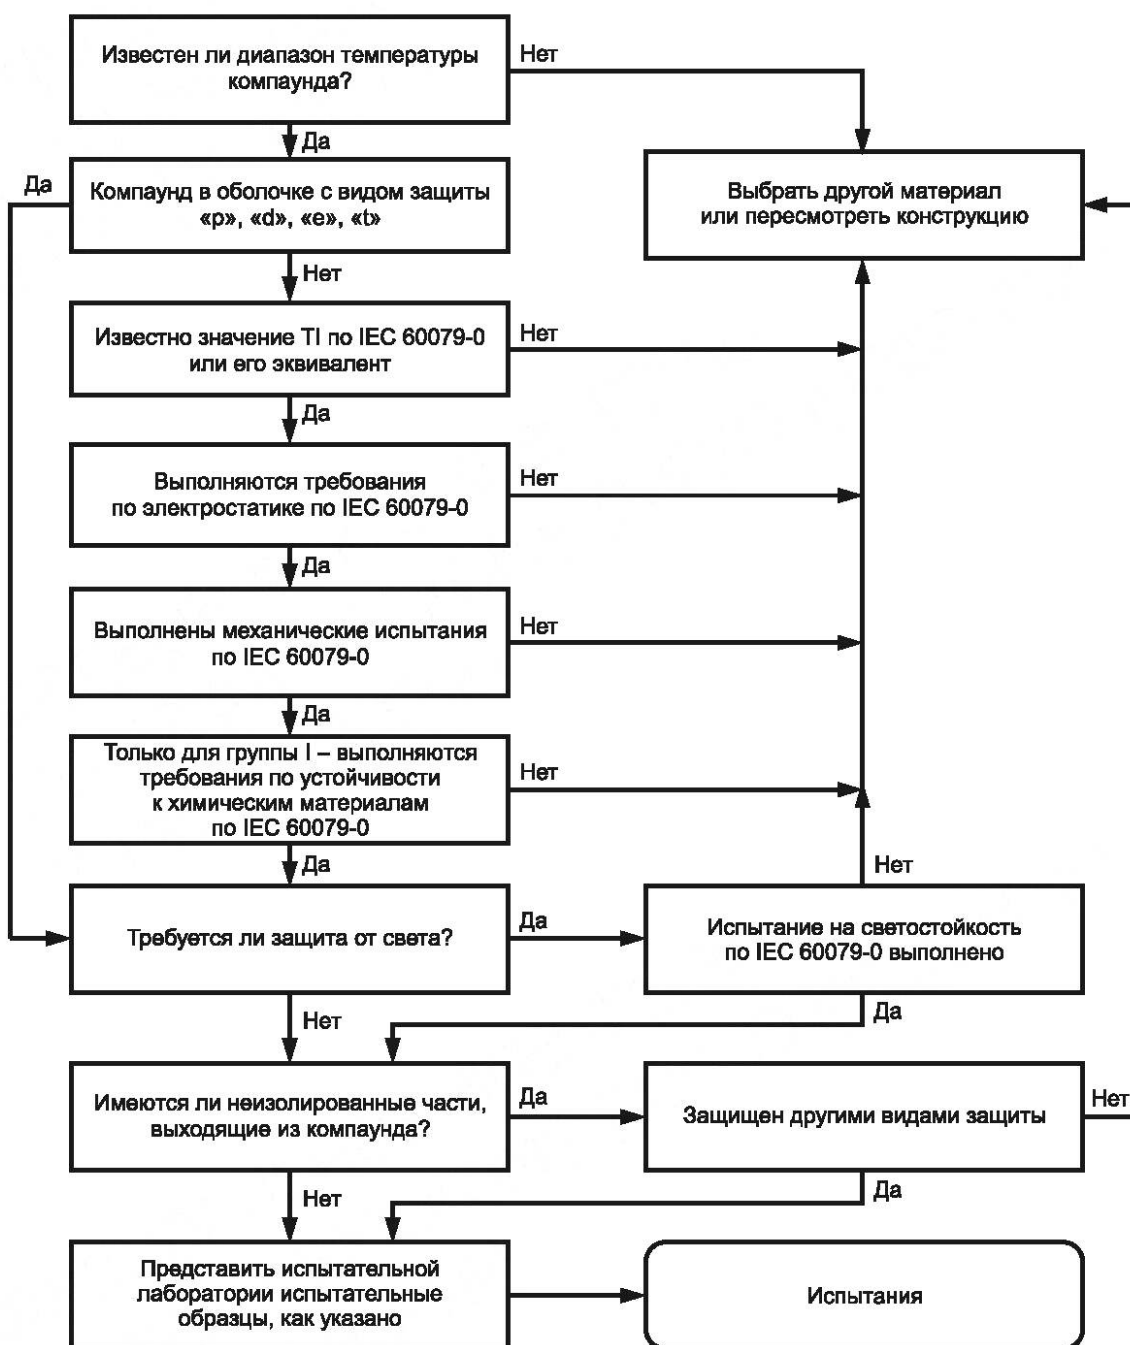 Известен ли диапазон температуры
компаунда?
Нет
Да
Да
Компаунд в оболочке с видом защиты
«p», «d», «e», «t»
Выбрать другой материал
или пересмотреть конструкцию
Нет
Известно значение TI по IEC 60079-0
или его эквивалент
Нет
Да
Выполняются требования
по электростатике по IEC 60079-0
Нет
Да
Выполнены механические испытания
по IEC 60079-0
Нет
Да
Только для группы I – выполняются
требования по устойчивости
к химическим материалам
по IEC 60079-0
Нет
Да
Нет
Требуется ли защита от света?
Да
Испытание на светостойкость
по IEC 60079-0 выполнено
Нет
Да
Имеются ли неизолированные части,
выходящие из компаунда?
Да
Защищен другими видами защиты
Нет
Нет
Да
Представить испытательной
лаборатории испытательные
образцы, как указано
Испытания